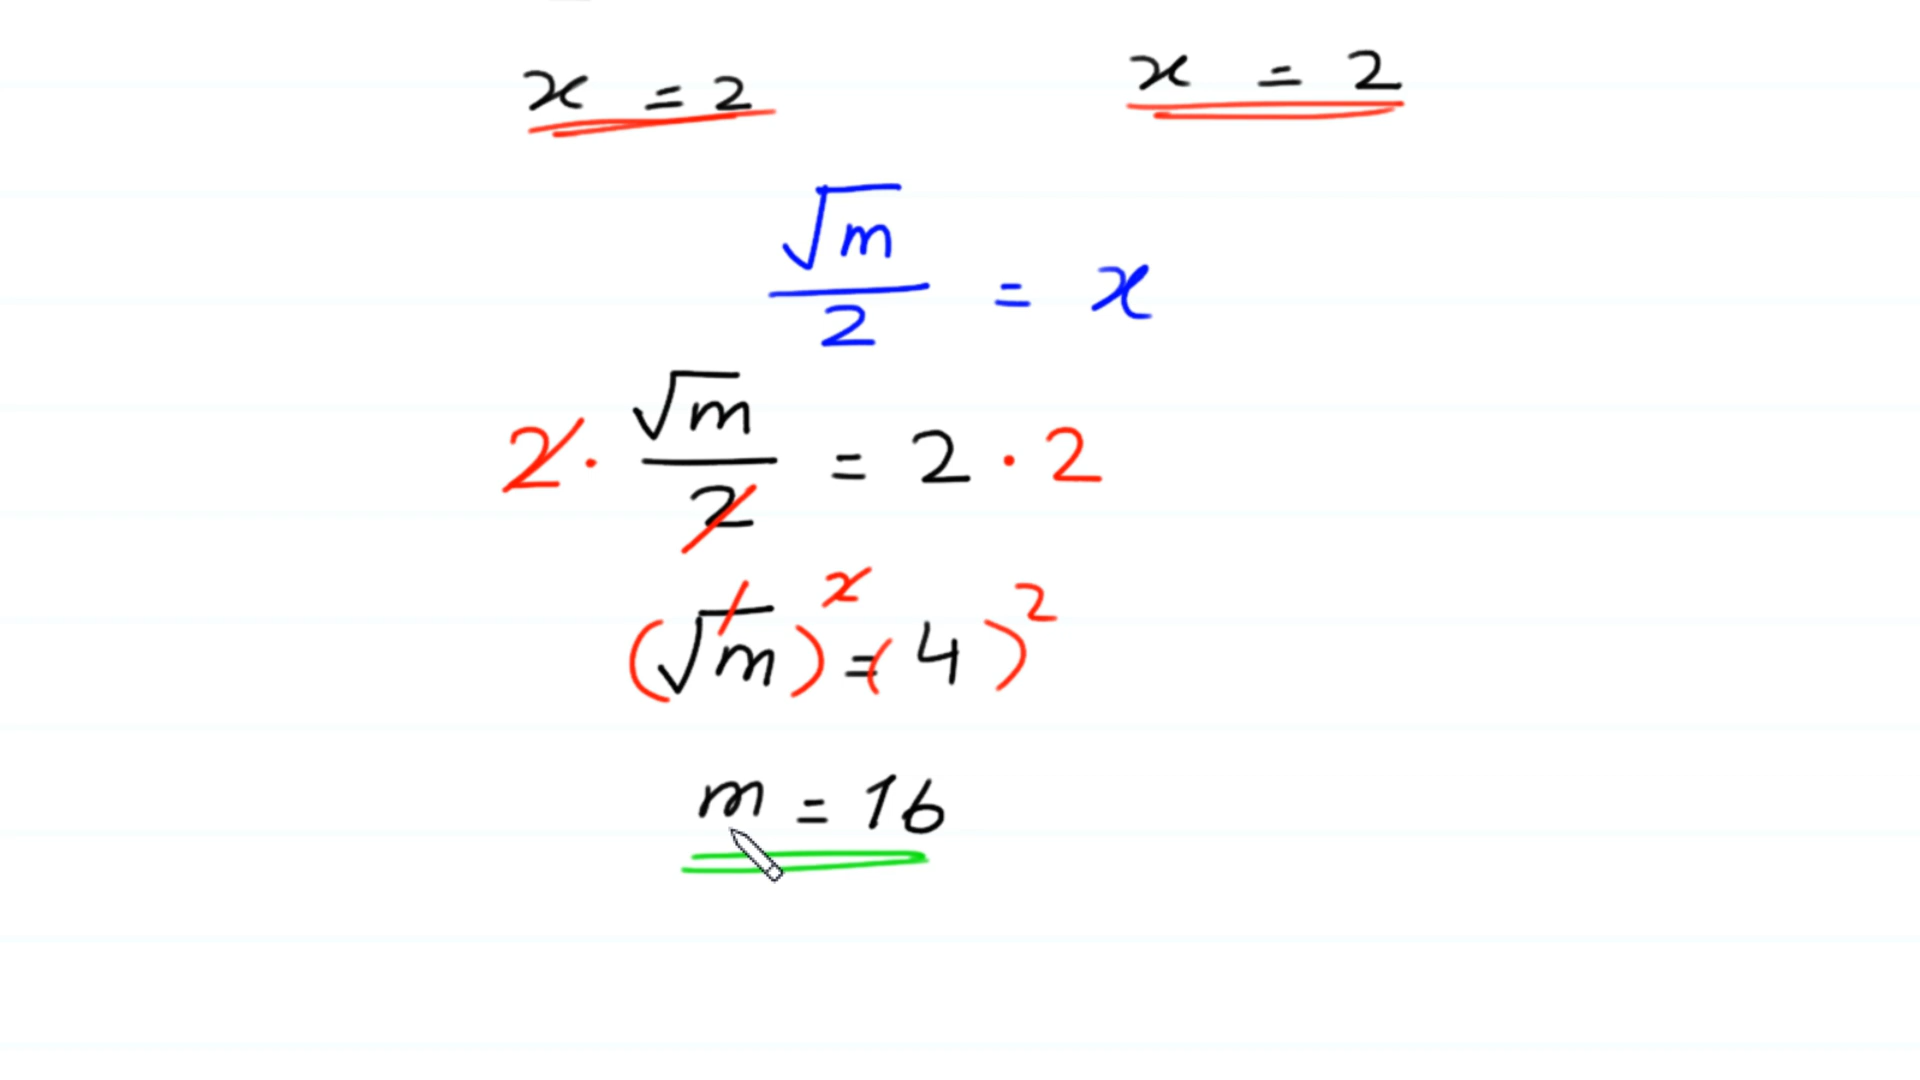 x = 2 x = 2
√m/2 = x
2 · √m/2 = 2 · 2
(√m)² = (4)²
m = 16